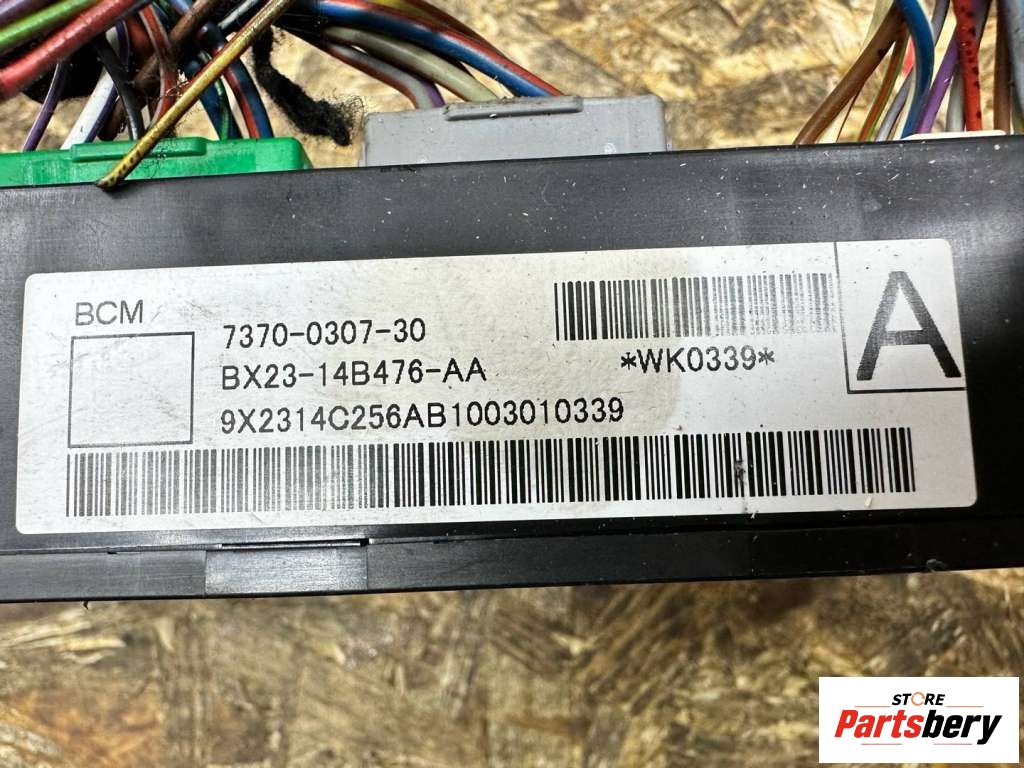 BCM
7370-0307-30
BX23-14B476-AA
9X2314C256AB1003010339
*WK0339*
A
STORE
Partsbery